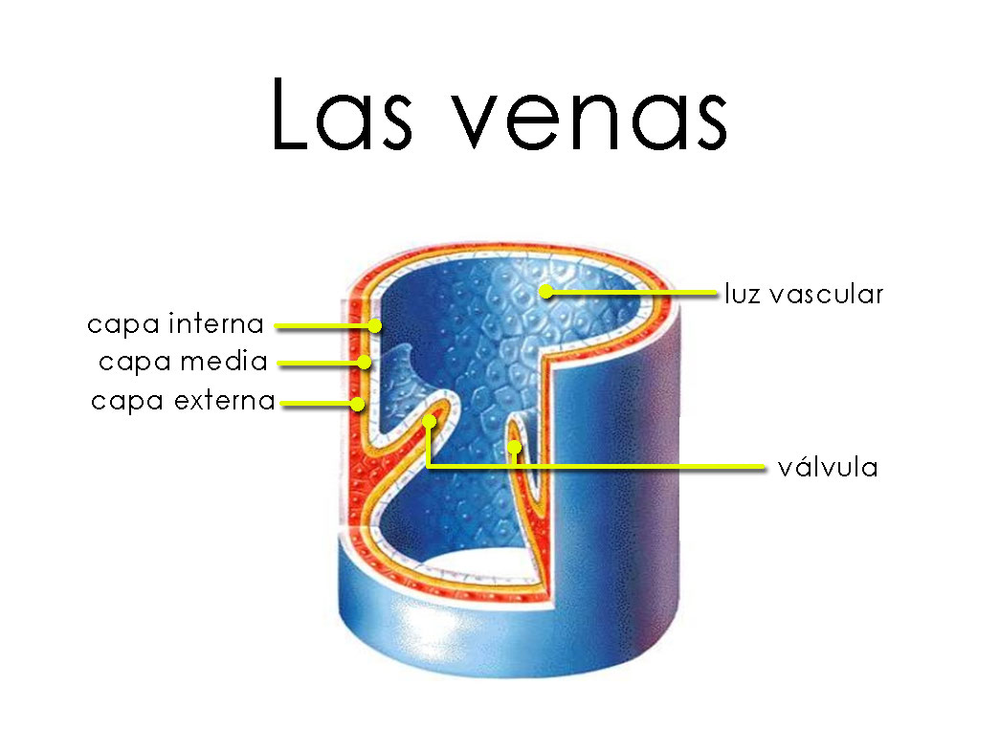 Las venas
luz vascular
capa interna
capa media
capa externa
válvula